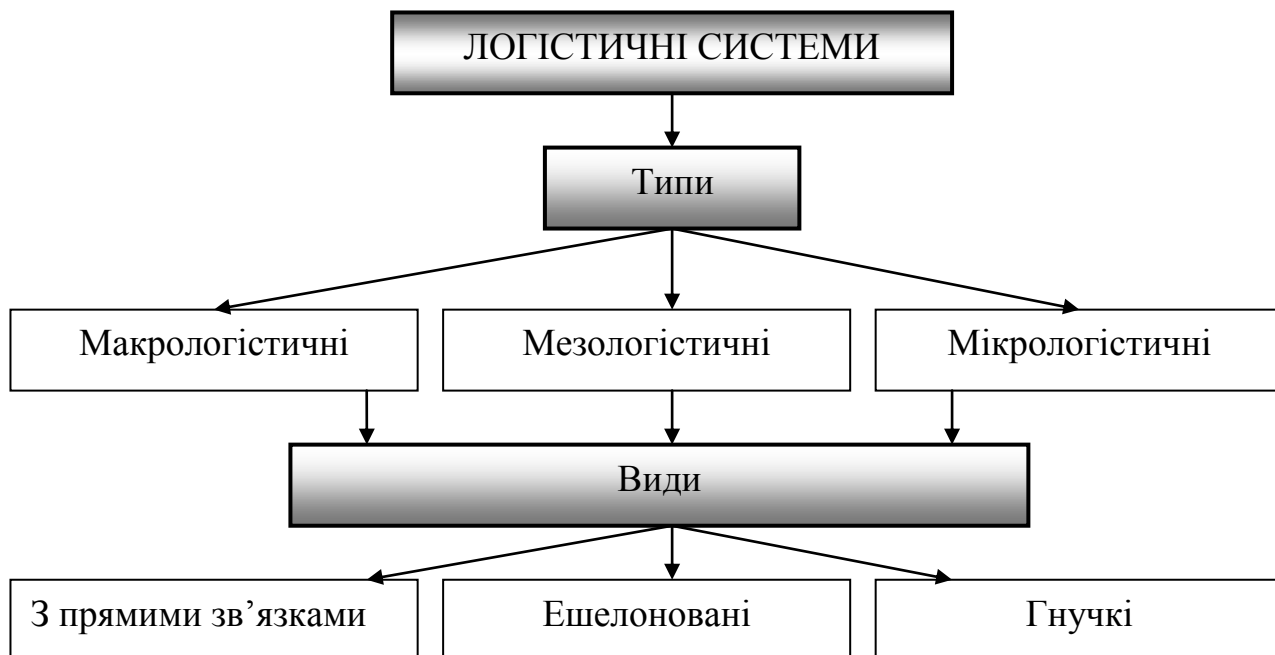 ЛОГІСТИЧНІ СИСТЕМИ
Типи
Макрологістичні
Мезологістичні
Мікрологістичні
Види
З прямими зв’язками
Ешелоновані
Гнучкі